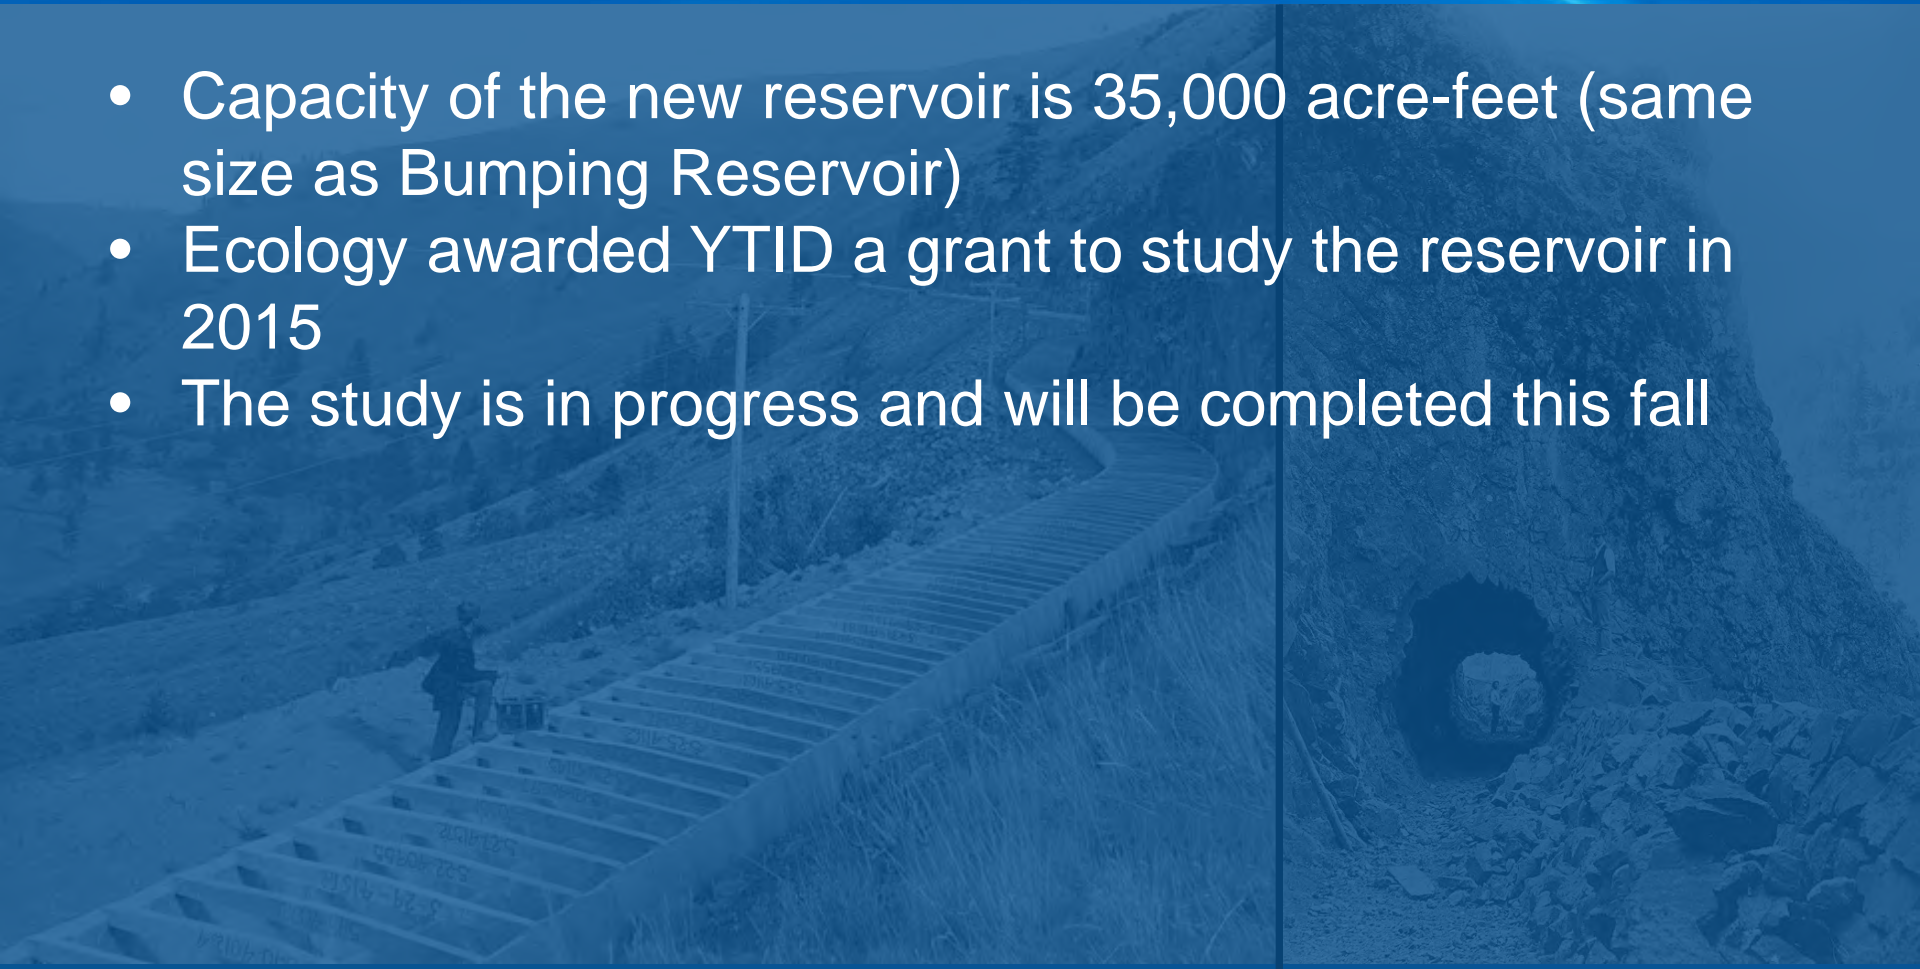 • Capacity of the new reservoir is 35,000 acre-feet (same
size as Bumping Reservoir)
• Ecology awarded YTID a grant to study the reservoir in
2015
• The study is in progress and will be completed this fall